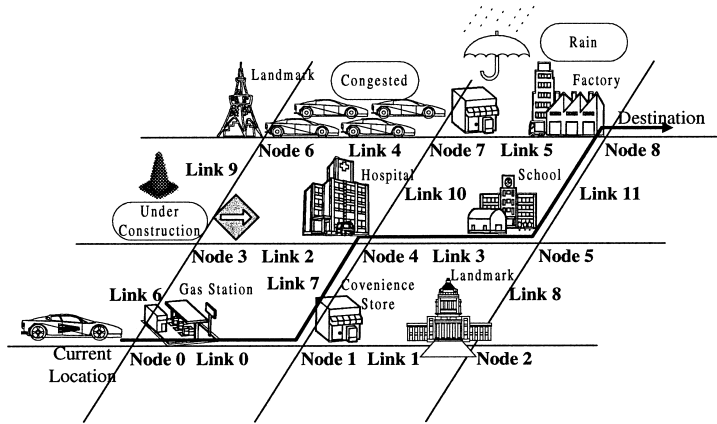 Rain
Landmark
Congested
Factory
Destination
Node 6
Link 4
Node 7
Link 5
Node 8
Link 9
Hospital
School
Link 10
Link 11
Under
Construction
Node 3
Link 2
Node 4
Link 3
Node 5
Link 7
Landmark
Link 6
Gas Station
Covenience
Store
Link 8
Current
Location
Node 0
Link 0
Node 1
Link 1
Node 2